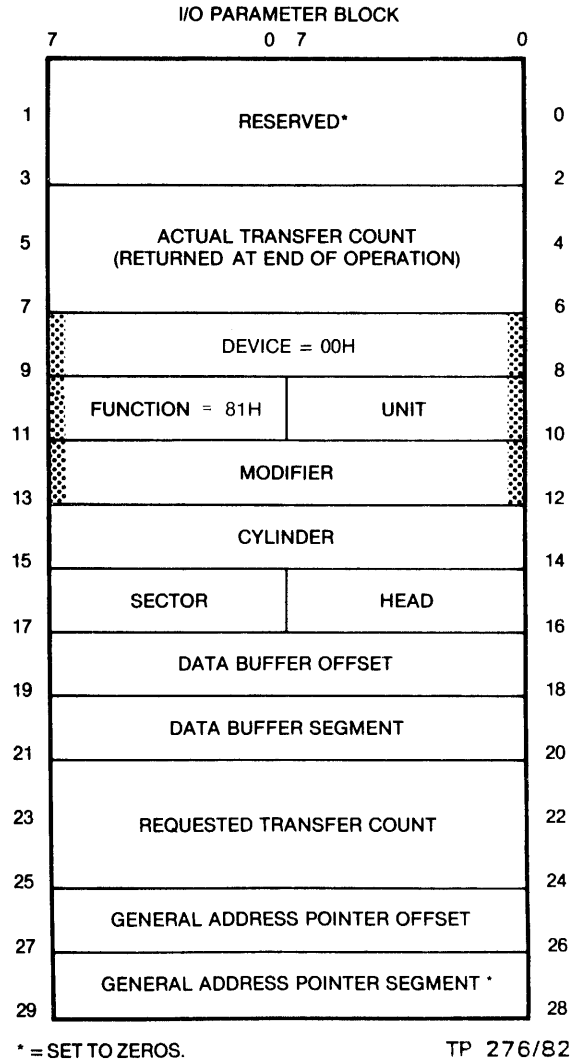 I/O PARAMETER BLOCK
7 0 7 0
1 RESERVED* 0
3 2
5 ACTUAL TRANSFER COUNT 4
(RETURNED AT END OF OPERATION)
7 6
DEVICE = 00H
9 8
FUNCTION = 81H UNIT
11 10
MODIFIER
13 12
CYLINDER
15 14
SECTOR HEAD
17 16
DATA BUFFER OFFSET
19 18
DATA BUFFER SEGMENT
21 20
23 REQUESTED TRANSFER COUNT 22
25 24
GENERAL ADDRESS POINTER OFFSET
27 26
GENERAL ADDRESS POINTER SEGMENT *
29 28
* = SET TO ZEROS. TP 276/82